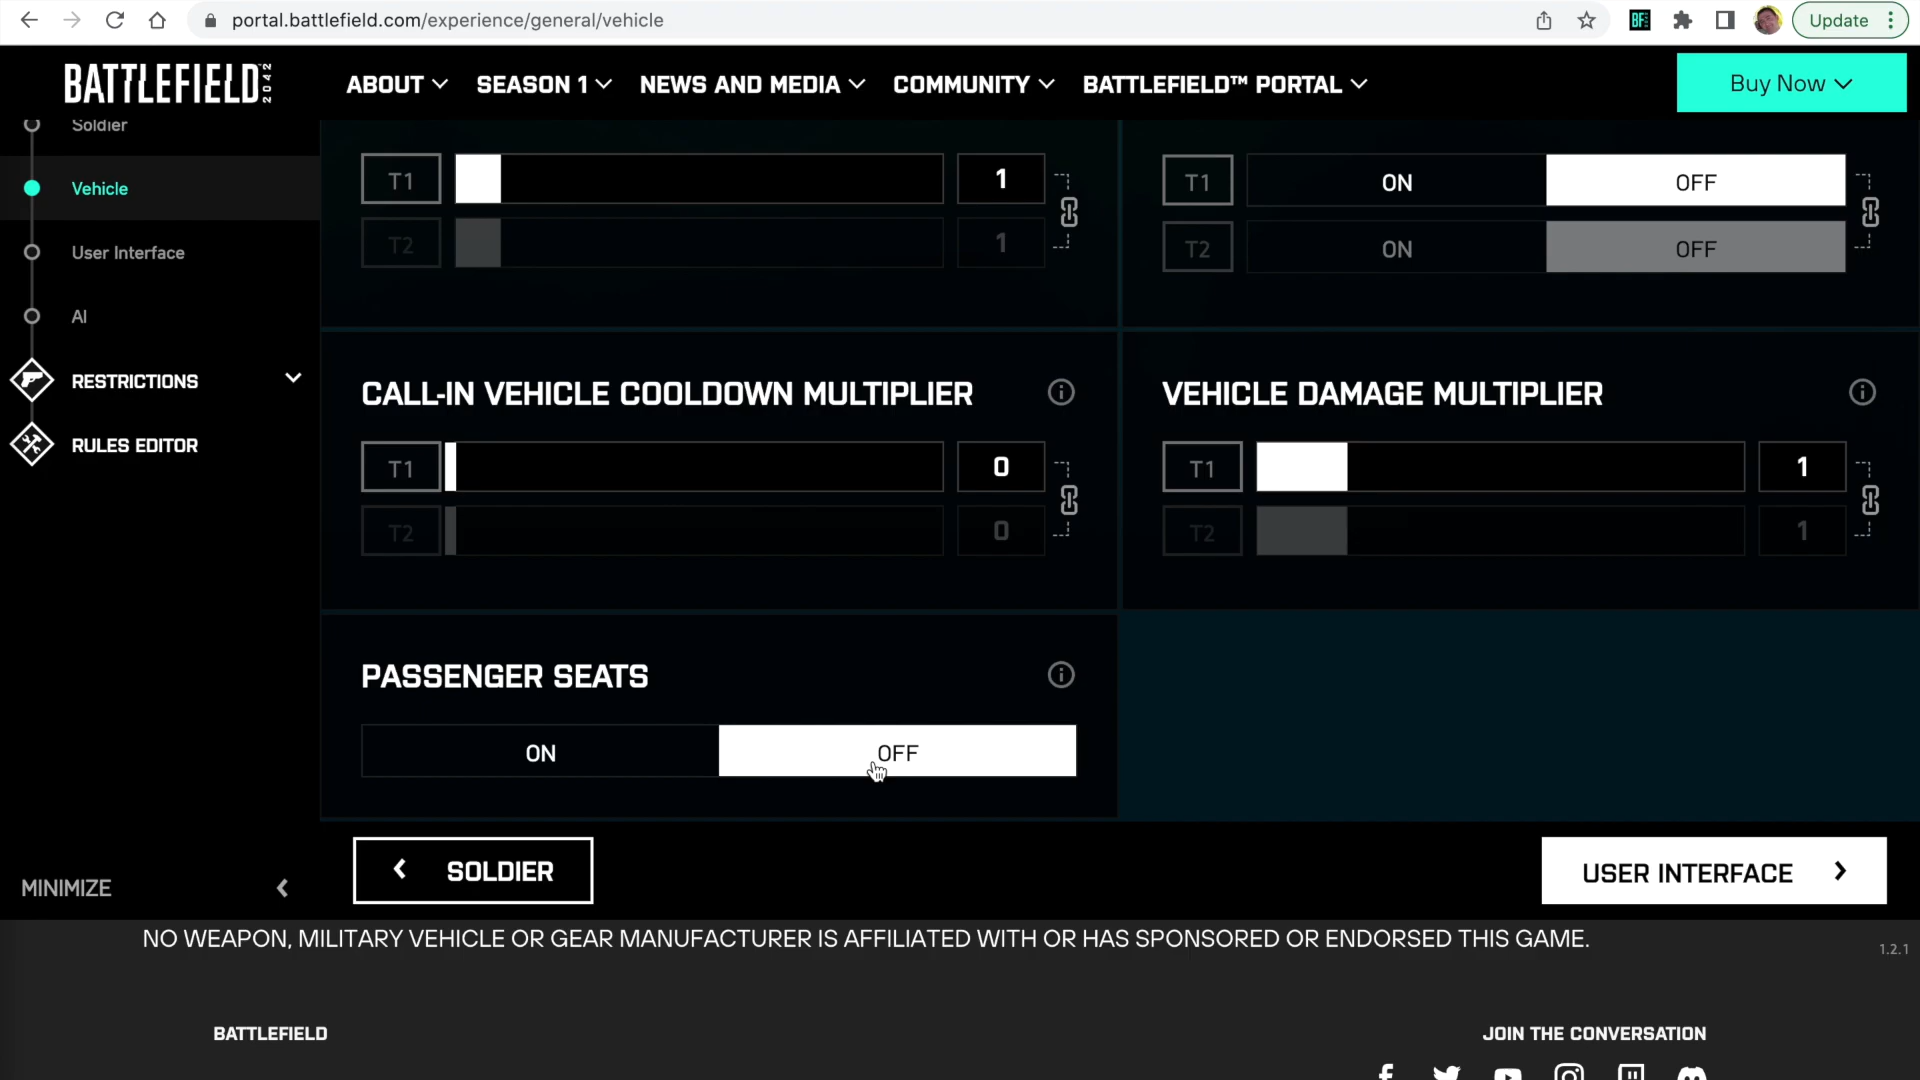 portal.battlefield.com/experience/general/vehicle
BF
Update
BATTLEFIELD 2042
ABOUT
SEASON 1
NEWS AND MEDIA
COMMUNITY
BATTLEFIELD™ PORTAL
Buy Now
Soldier
Vehicle
User Interface
AI
RESTRICTIONS
RULES EDITOR
T1
1
T2
1
T1
ON
OFF
T2
ON
OFF
CALL-IN VEHICLE COOLDOWN MULTIPLIER
T1
0
T2
0
VEHICLE DAMAGE MULTIPLIER
T1
1
T2
1
PASSENGER SEATS
ON
OFF
MINIMIZE
SOLDIER
USER INTERFACE
NO WEAPON, MILITARY VEHICLE OR GEAR MANUFACTURER IS AFFILIATED WITH OR HAS SPONSORED OR ENDORSED THIS GAME.
1.2.1
BATTLEFIELD
JOIN THE CONVERSATION